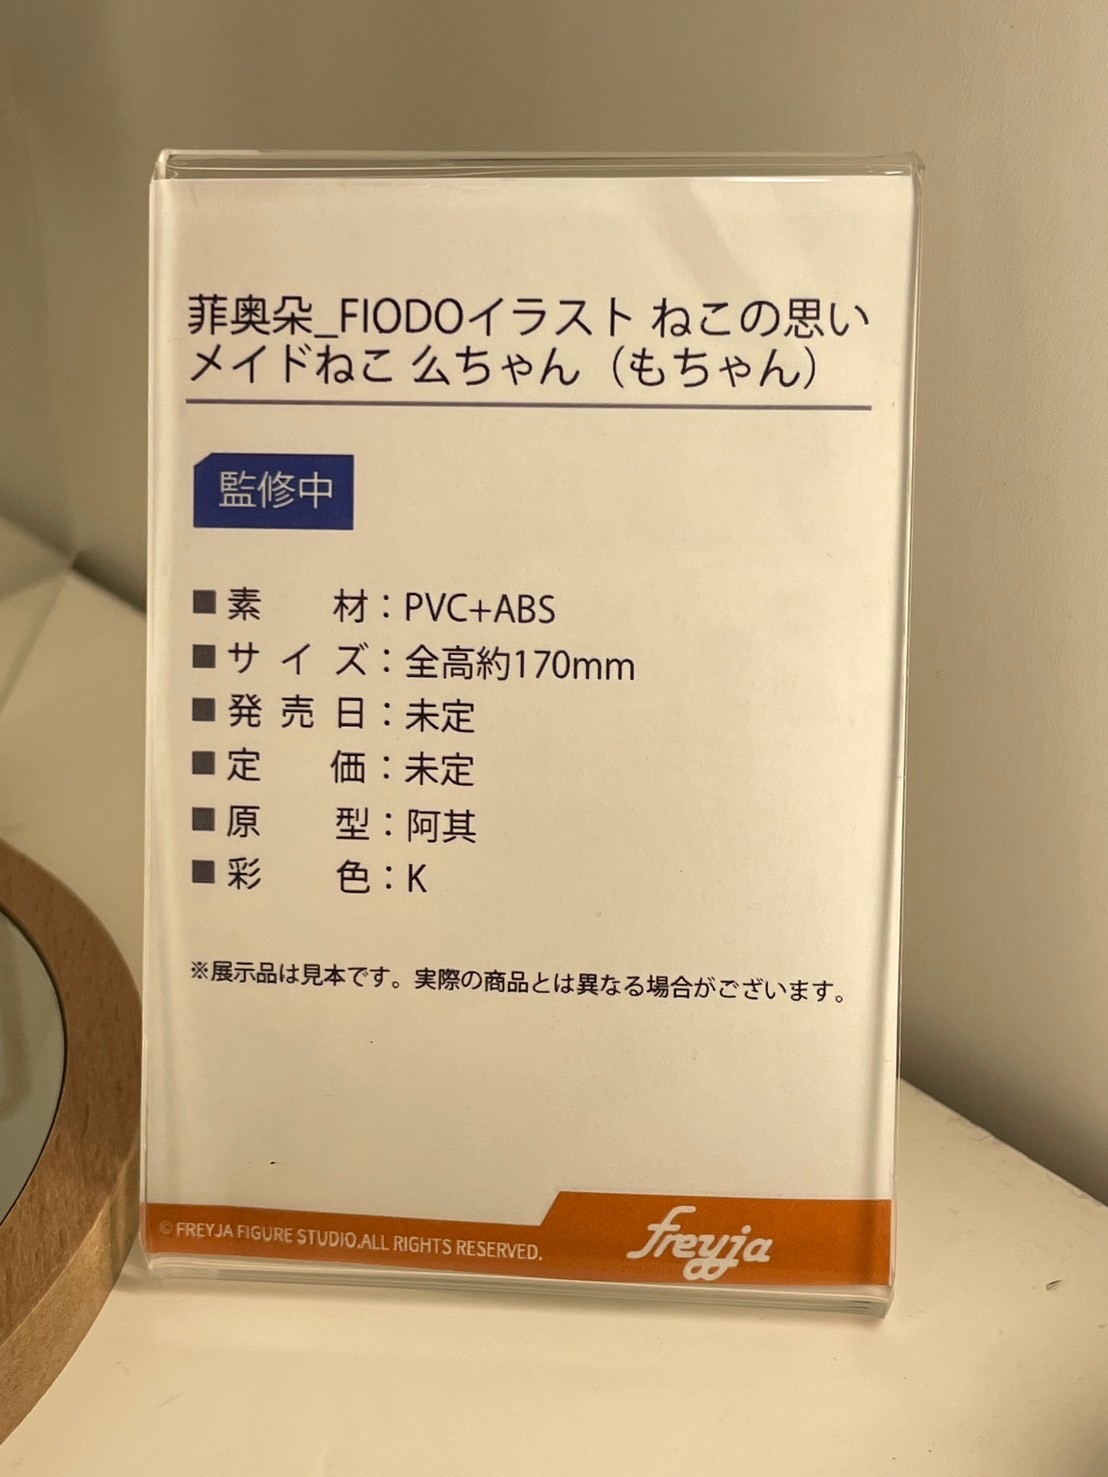 菲奥朵_FIODOイラスト ねこの思い
メイドねこ 么ちゃん（もちゃん）
監修中
■素　材：PVC+ABS
■サイズ：全高約170mm
■発売日：未定
■定　価：未定
■原　型：阿其
■彩　色：K
※展示品は見本です。実際の商品とは異なる場合がございます。
© FREYJA FIGURE STUDIO.ALL RIGHTS RESERVED.
freyja